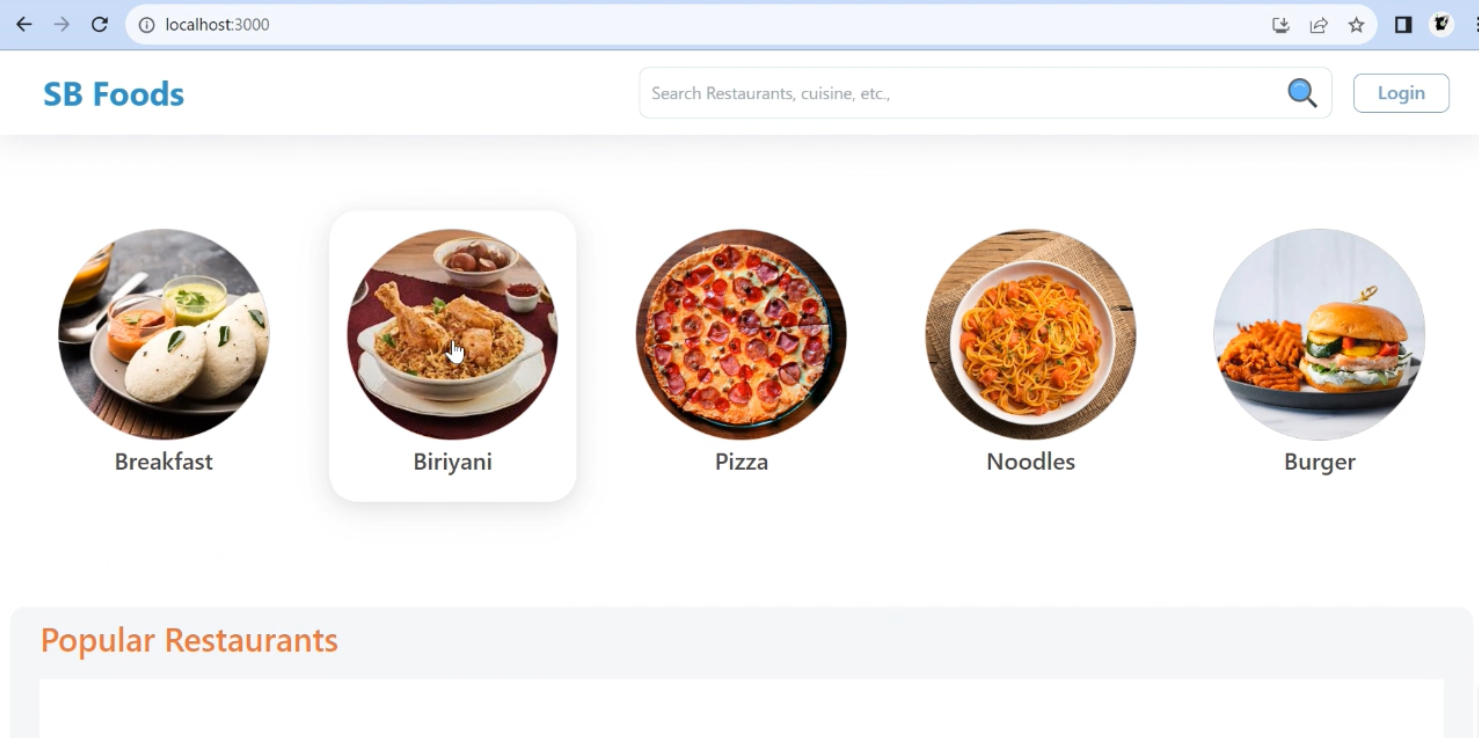 localhost:3000
SB Foods
Search Restaurants, cuisine, etc.,
Login
Breakfast
Biriyani
Pizza
Noodles
Burger
Popular Restaurants